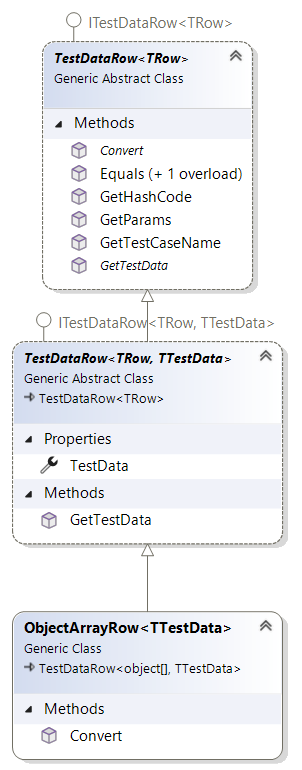 ITestDataRow<TRow>
TestDataRow<TRow>
Generic Abstract Class
Methods
Convert
Equals (+ 1 overload)
GetHashCode
GetParams
GetTestCaseName
GetTestData
ITestDataRow<TRow, TTestData>
TestDataRow<TRow, TTestData>
Generic Abstract Class
TestDataRow<TRow>
Properties
TestData
Methods
GetTestData
ObjectArrayRow<TTestData>
Generic Class
TestDataRow<object[], TTestData>
Methods
Convert